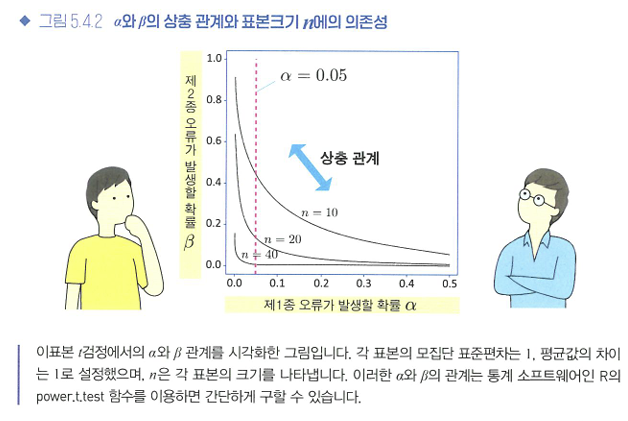 ◆ 그림 5.4.2 α와 β의 상충 관계와 표본크기 n에의 의존성
제2종 오류가 발생할 확률 β
1.0
0.8
0.6
0.4
0.2
0.0
α = 0.05
상충 관계
n = 10
n = 20
n = 40
0.0 0.1 0.2 0.3 0.4 0.5
제1종 오류가 발생할 확률 α
이표본 t검정에서의 α와 β 관계를 시각화한 그림입니다. 각 표본의 모집단 표준편차는 1, 평균값의 차이
는 1로 설정했으며, n은 각 표본의 크기를 나타냅니다. 이러한 α와 β의 관계는 통계 소프트웨어인 R의
power.t.test 함수를 이용하면 간단하게 구할 수 있습니다.